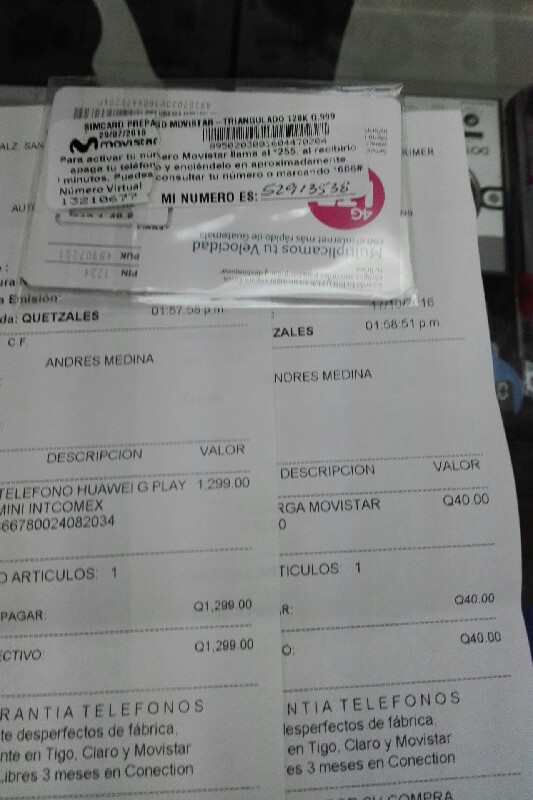 SIMCARD PREPAGO MOVISTAR - TRIANGULADO 128K 0.999
29/07/2016
movistar
8950203001604470204
Para activar tu número Movistar llama al *255, al recibirlo
apaga tu teléfono y enciéndelo en aproximadamente
minutos. Puedes consultar tu número o marcando *666#
Número Virtual
13210677
MI NUMERO ES: 52913538
4G
Multiplicamos tu Velocidad
con el internet más rápido de Guatemala
PUK
PIN 1234
ALZ. SAN
AUT
RIMER
a Emisión:
da: QUETZALES
01:57:58 p.m.
C.F.
ANDRES MEDINA
DESCRIPCION VALOR
TELEFONO HUAWEI G PLAY 1,299.00
MINI INTCOMEX
866780024082034
O ARTICULOS: 1
PAGAR: Q1,299.00
ECTIVO: Q1,299.00
RANTIA TELEFONOS
te desperfectos de fábrica,
nte en Tigo, Claro y Movistar
Libres 3 meses en Conection
17/10/2016
ZALES 01:58:51 p.m.
NDRES MEDINA
DESCRIPCION VALOR
RGA MOVISTAR Q40.00
0
TICULOS: 1
R: Q40.00
O: Q40.00
NTIA TELEFONOS
desperfectos de fábrica,
en Tigo, Claro y Movistar
es 3 meses en Conection
SU COMPRA